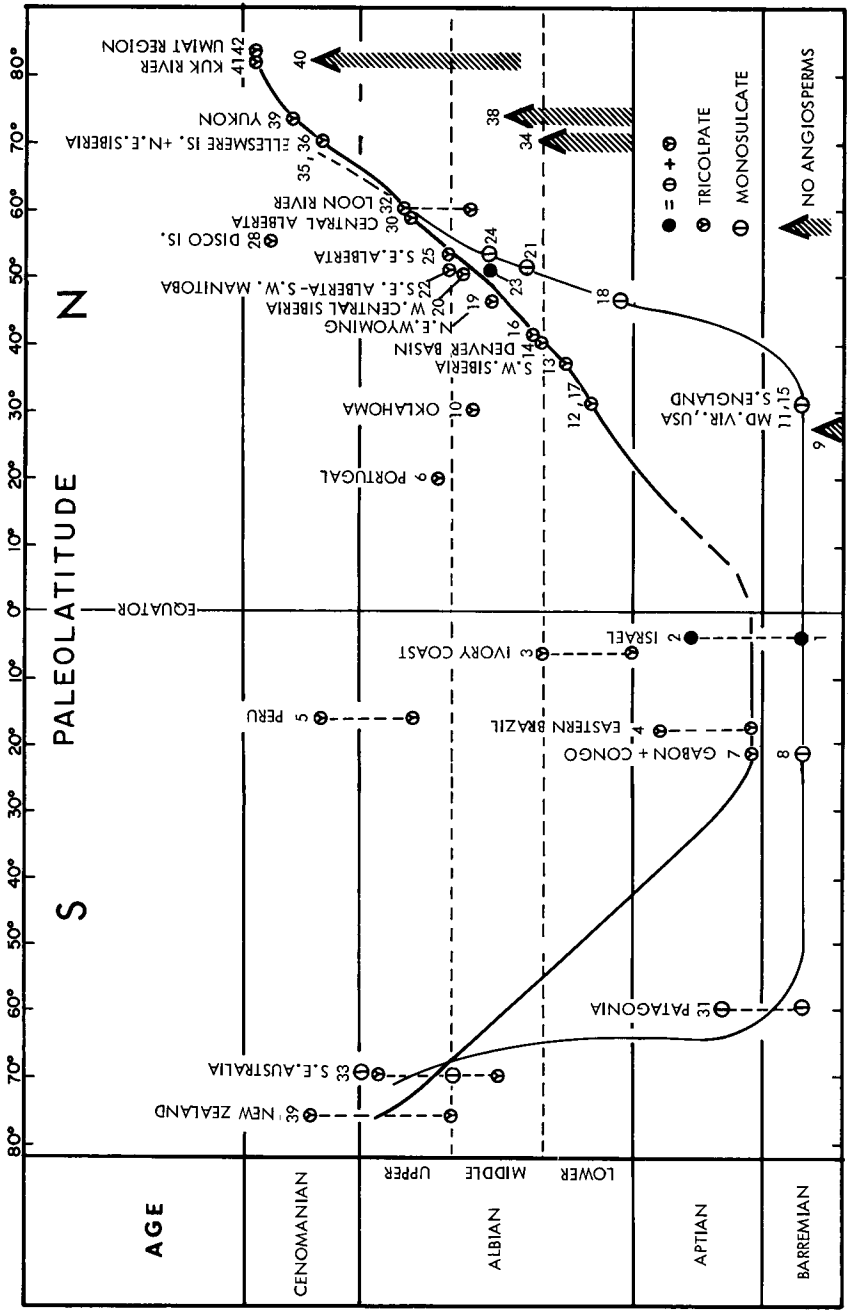 PALEOLATITUDE
S
N
80° 70° 60° 50° 40° 30° 20° 10° 0° 10° 20° 30° 40° 50° 60° 70° 80°
EQUATOR
AGE
CENOMANIAN
ALBIAN
UPPER
MIDDLE
LOWER
APTIAN
BARREMIAN
NEW ZEALAND
39
S.E.AUSTRALIA
33
PATAGONIA
31
PERU
5
IVORY COAST
3
EASTERN BRAZIL
4
GABON + CONGO
7
8
ISRAEL
2
1
PORTUGAL
6
OKLAHOMA
10
12,17
13
S.W. SIBERIA
14
DENVER BASIN
16
N.E.WYOMING
19
W. CENTRAL SIBERIA
20
S.E. ALBERTA-S.W. MANITOBA
22
S.E.ALBERTA
25
23
21
24
18
DISCO IS.
28
CENTRAL ALBERTA
30
LOON RIVER
32
35,
36
ELLESMERE IS. + N.E.SIBERIA
YUKON
39
KUK RIVER
UMIAT REGION
41 42
40
38
34
MD.VIR.,USA
S.ENGLAND
11,15
9
● = ⦶ +
TRICOLPATE
MONOSULCATE
NO ANGIOSPERMS